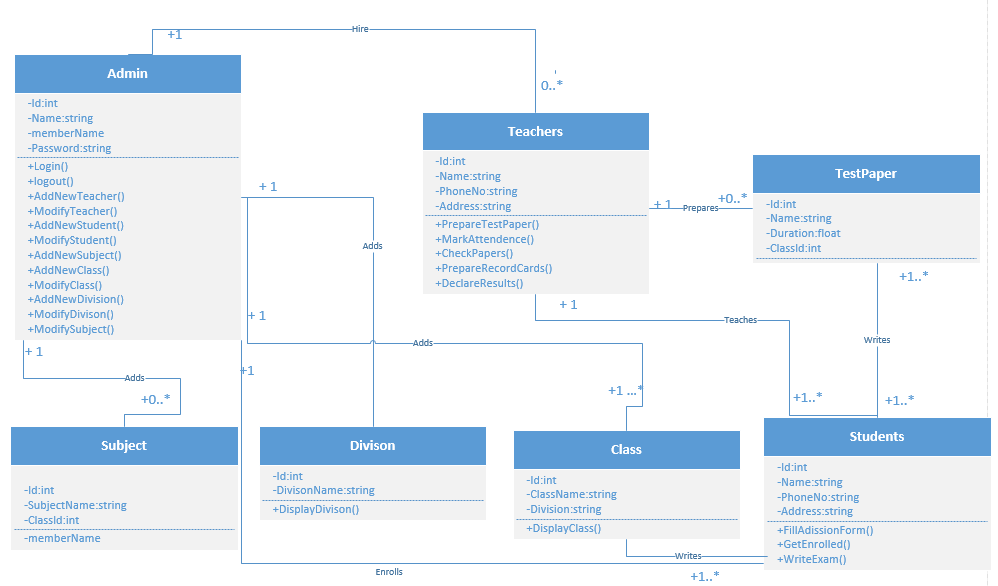 +1
Hire
0..*
Admin
-Id:int
-Name:string
-memberName
-Password:string
+Login()
+logout()
+AddNewTeacher()
+ModifyTeacher()
+AddNewStudent()
+ModifyStudent()
+AddNewSubject()
+AddNewClass()
+ModifyClass()
+AddNewDivision()
+ModifyDivison()
+ModifySubject()
Teachers
-Id:int
-Name:string
-PhoneNo:string
-Address:string
+PrepareTestPaper()
+MarkAttendence()
+CheckPapers()
+PrepareRecordCards()
+DeclareResults()
+ 1
Prepares
+0..*
TestPaper
-Id:int
-Name:string
-Duration:float
-ClassId:int
+ 1
Adds
+ 1
Adds
+1 ...*
+ 1
Teaches
+1..*
+1..*
Writes
+1..*
+ 1
Adds
+0..*
+1
Enrolls
Subject
-Id:int
-SubjectName:string
-ClassId:int
-memberName
Divison
-Id:int
-DivisonName:string
+DisplayDivison()
Class
-Id:int
-ClassName:string
-Division:string
+DisplayClass()
Writes
+1..*
Students
-Id:int
-Name:string
-PhoneNo:string
-Address:string
+FillAdissionForm()
+GetEnrolled()
+WriteExam()